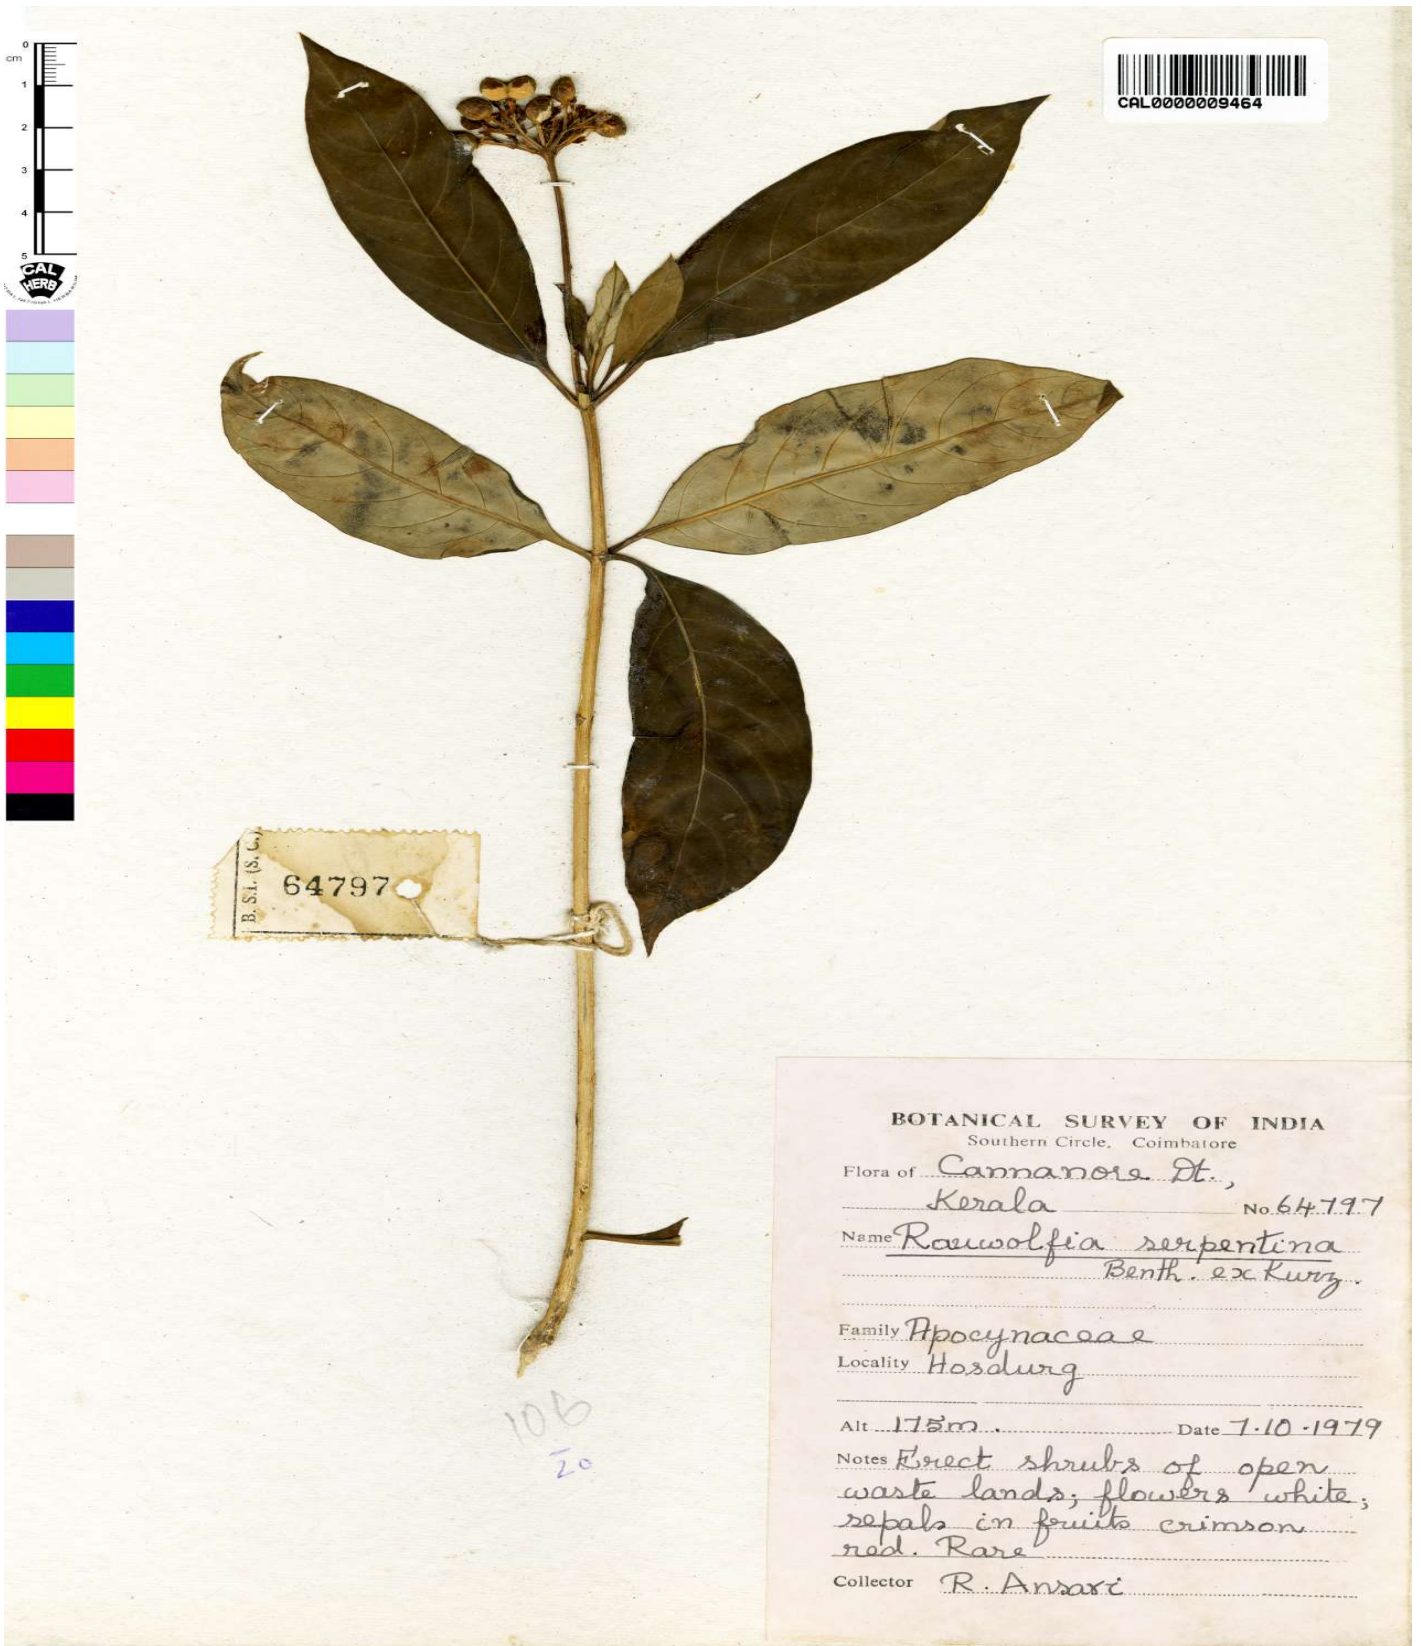 0
cm
1
2
3
4
5
CAL
HERB
CAL0000009464
B. S.I. (S. C.)
64797
BOTANICAL SURVEY OF INDIA
Southern Circle, Coimbatore
Flora of Cannanore Dt.,
Kerala No. 64797
Name Rauwolfia serpentina
Benth. ex Kurz.
Family Apocynaceae
Locality Hosdurg
Alt 175m. Date 7.10.1979
Notes Erect shrubs of open
waste lands; flowers white;
sepals in fruits crimson
red. Rare
Collector R. Ansari
20